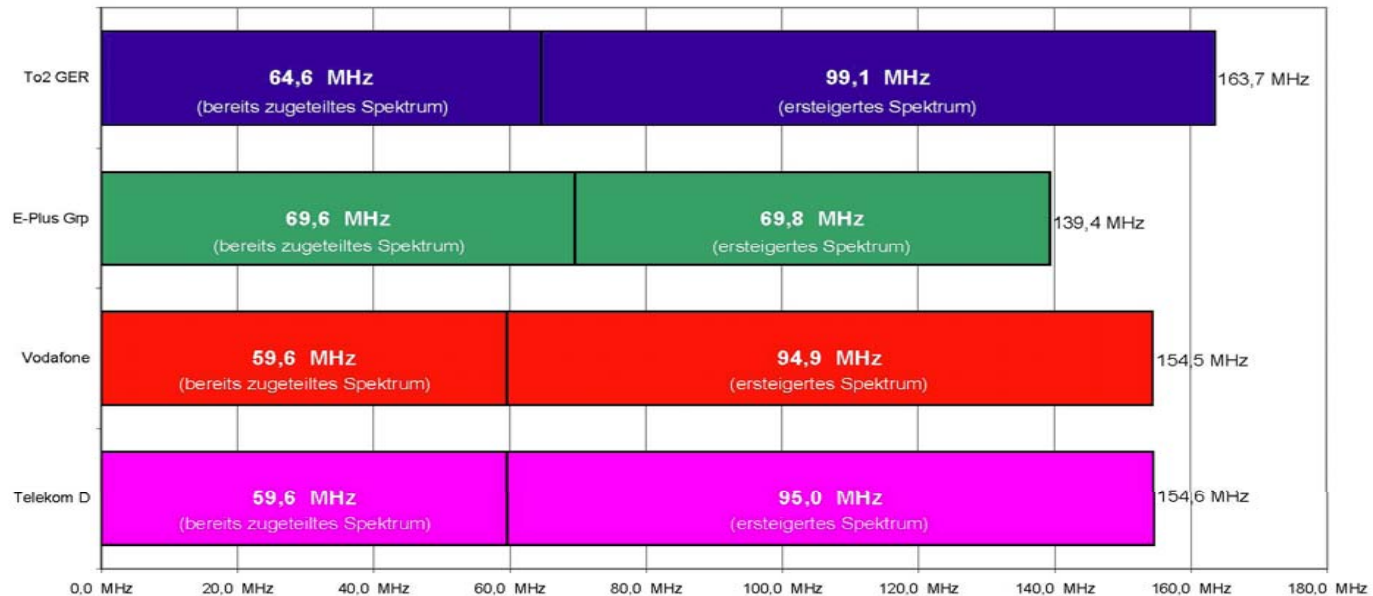 To2 GER
64,6 MHz
(bereits zugeteiltes Spektrum)
99,1 MHz
(ersteigertes Spektrum)
163,7 MHz
E-Plus Grp
69,6 MHz
(bereits zugeteiltes Spektrum)
69,8 MHz
(ersteigertes Spektrum)
139,4 MHz
Vodafone
59,6 MHz
(bereits zugeteiltes Spektrum)
94,9 MHz
(ersteigertes Spektrum)
154,5 MHz
Telekom D
59,6 MHz
(bereits zugeteiltes Spektrum)
95,0 MHz
(ersteigertes Spektrum)
154,6 MHz
0,0 MHz 20,0 MHz 40,0 MHz 60,0 MHz 80,0 MHz 100,0 MHz 120,0 MHz 140,0 MHz 160,0 MHz 180,0 MHz